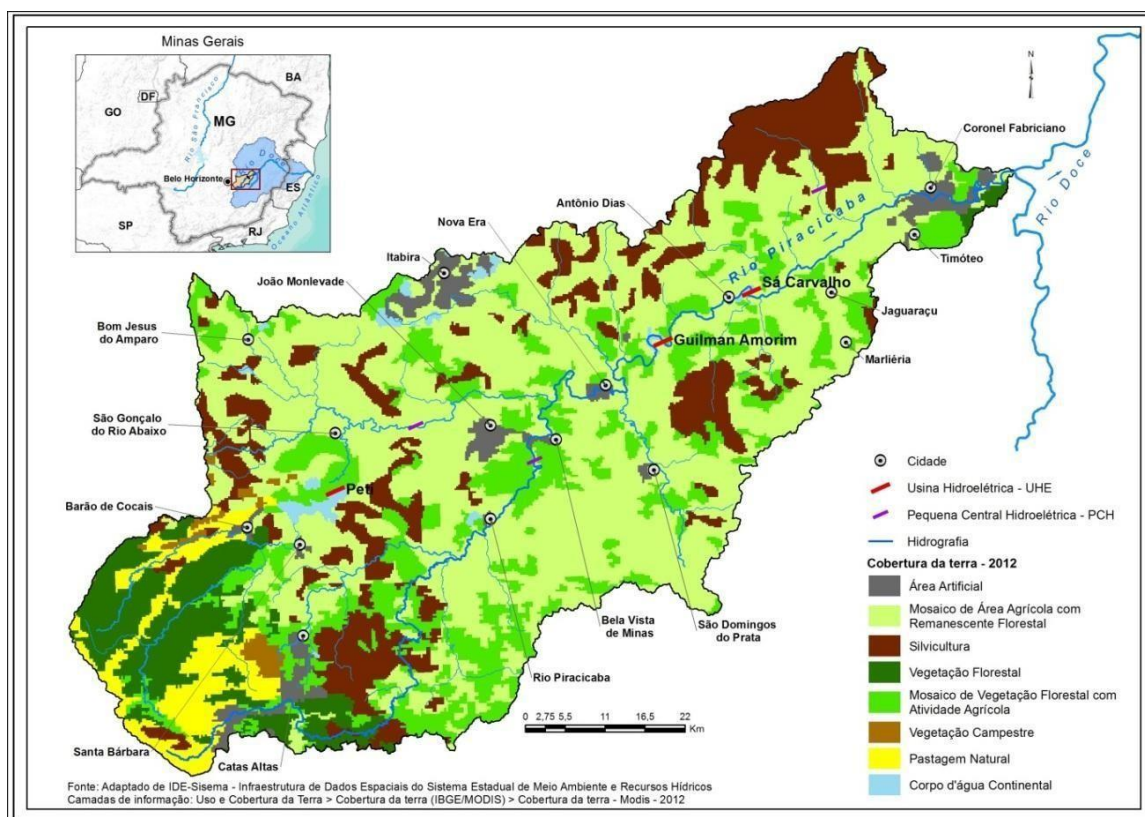 Minas Gerais
BA
DF
GO
MG
Rio São Francisco
Rio Doce
Belo Horizonte
ES
SP
RJ
Oceano Atlântico
N
Coronel Fabriciano
Rio Doce
Nova Era
Antônio Dias
Itabira
Rio Piracicaba
João Monlevade
Sá Carvalho
Timóteo
Jaguaraçu
Bom Jesus
do Amparo
Guilman Amorim
Marliéria
São Gonçalo
do Rio Abaixo
Peti
Barão de Cocais
Cidade
Usina Hidroelétrica - UHE
Pequena Central Hidroelétrica - PCH
Hidrografia
Cobertura da terra - 2012
Área Artificial
Mosaico de Área Agrícola com
Remanescente Florestal
Silvicultura
Vegetação Florestal
Mosaico de Vegetação Florestal com
Atividade Agrícola
Vegetação Campestre
Pastagem Natural
Corpo d'água Continental
Bela Vista
de Minas
São Domingos
do Prata
Rio Piracicaba
0 2,75 5,5 11 16,5 22
Km
Santa Bárbara
Catas Altas
Fonte: Adaptado de IDE-Sisema - Infraestrutura de Dados Espaciais do Sistema Estadual de Meio Ambiente e Recursos Hídricos
Camadas de informação: Uso e Cobertura da Terra > Cobertura da terra (IBGE/MODIS) > Cobertura da terra - Modis - 2012